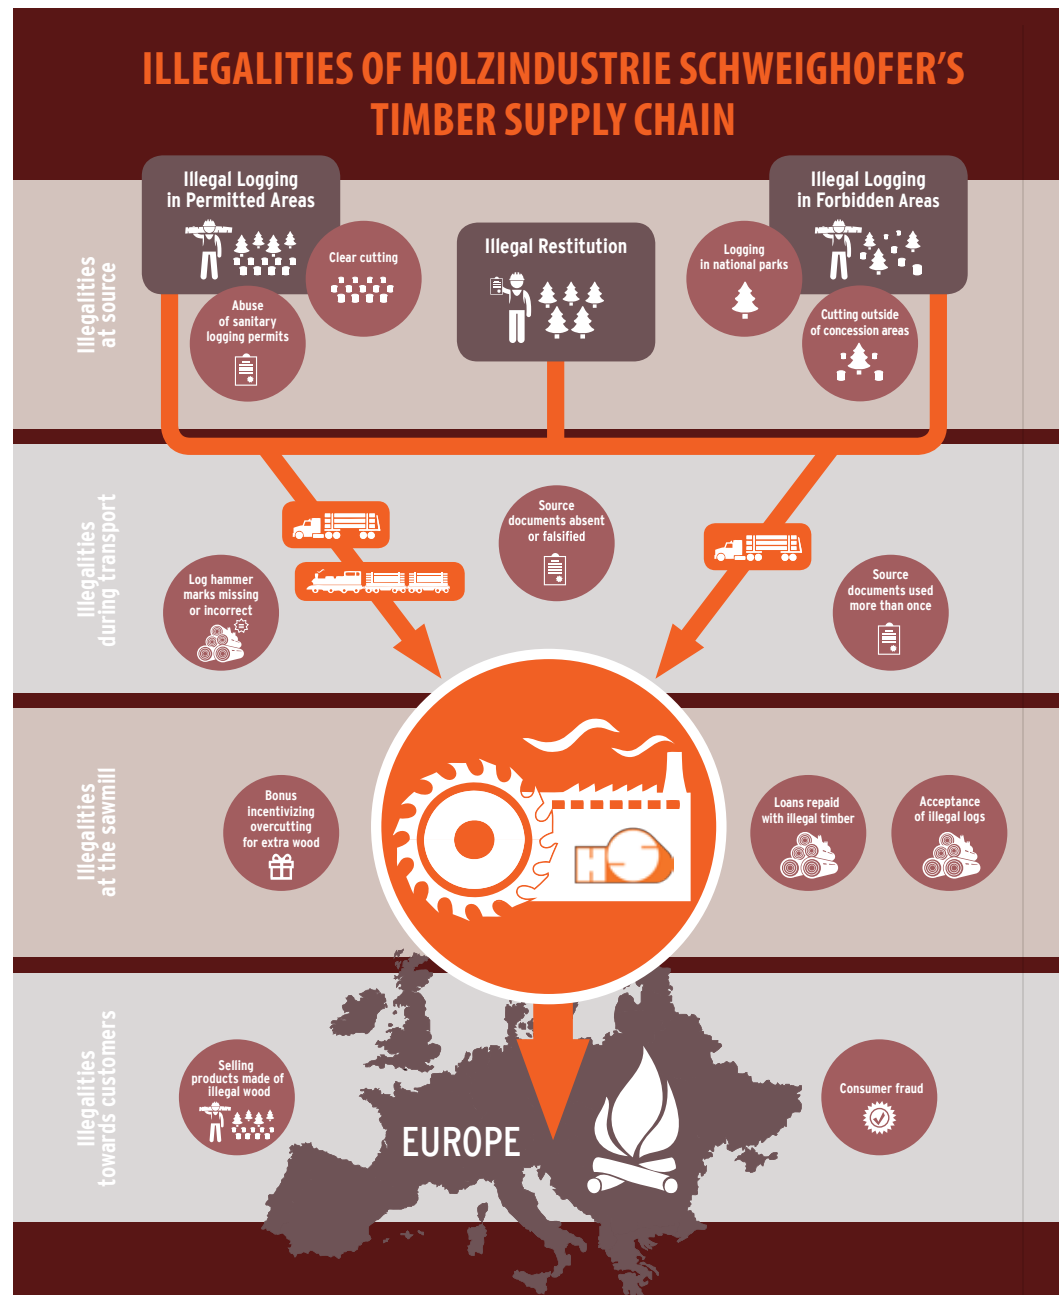 ILLEGALITIES OF HOLZINDUSTRIE SCHWEIGHOFER'S
TIMBER SUPPLY CHAIN
Illegalities
at source
Illegal Logging
in Permitted Areas
Clear cutting
Abuse
of sanitary
logging permits
Illegal Restitution
Illegal Logging
in Forbidden Areas
Logging
in national parks
Cutting outside
of concession areas
Illegalities
during transport
Log hammer
marks missing
or incorrect
Source
documents absent
or falsified
Source
documents used
more than once
Illegalities
at the sawmill
Bonus
incentivizing
overcutting
for extra wood
HS
Loans repaid
with illegal timber
Acceptance
of illegal logs
Illegalities
towards customers
Selling
products made of
illegal wood
EUROPE
Consumer fraud